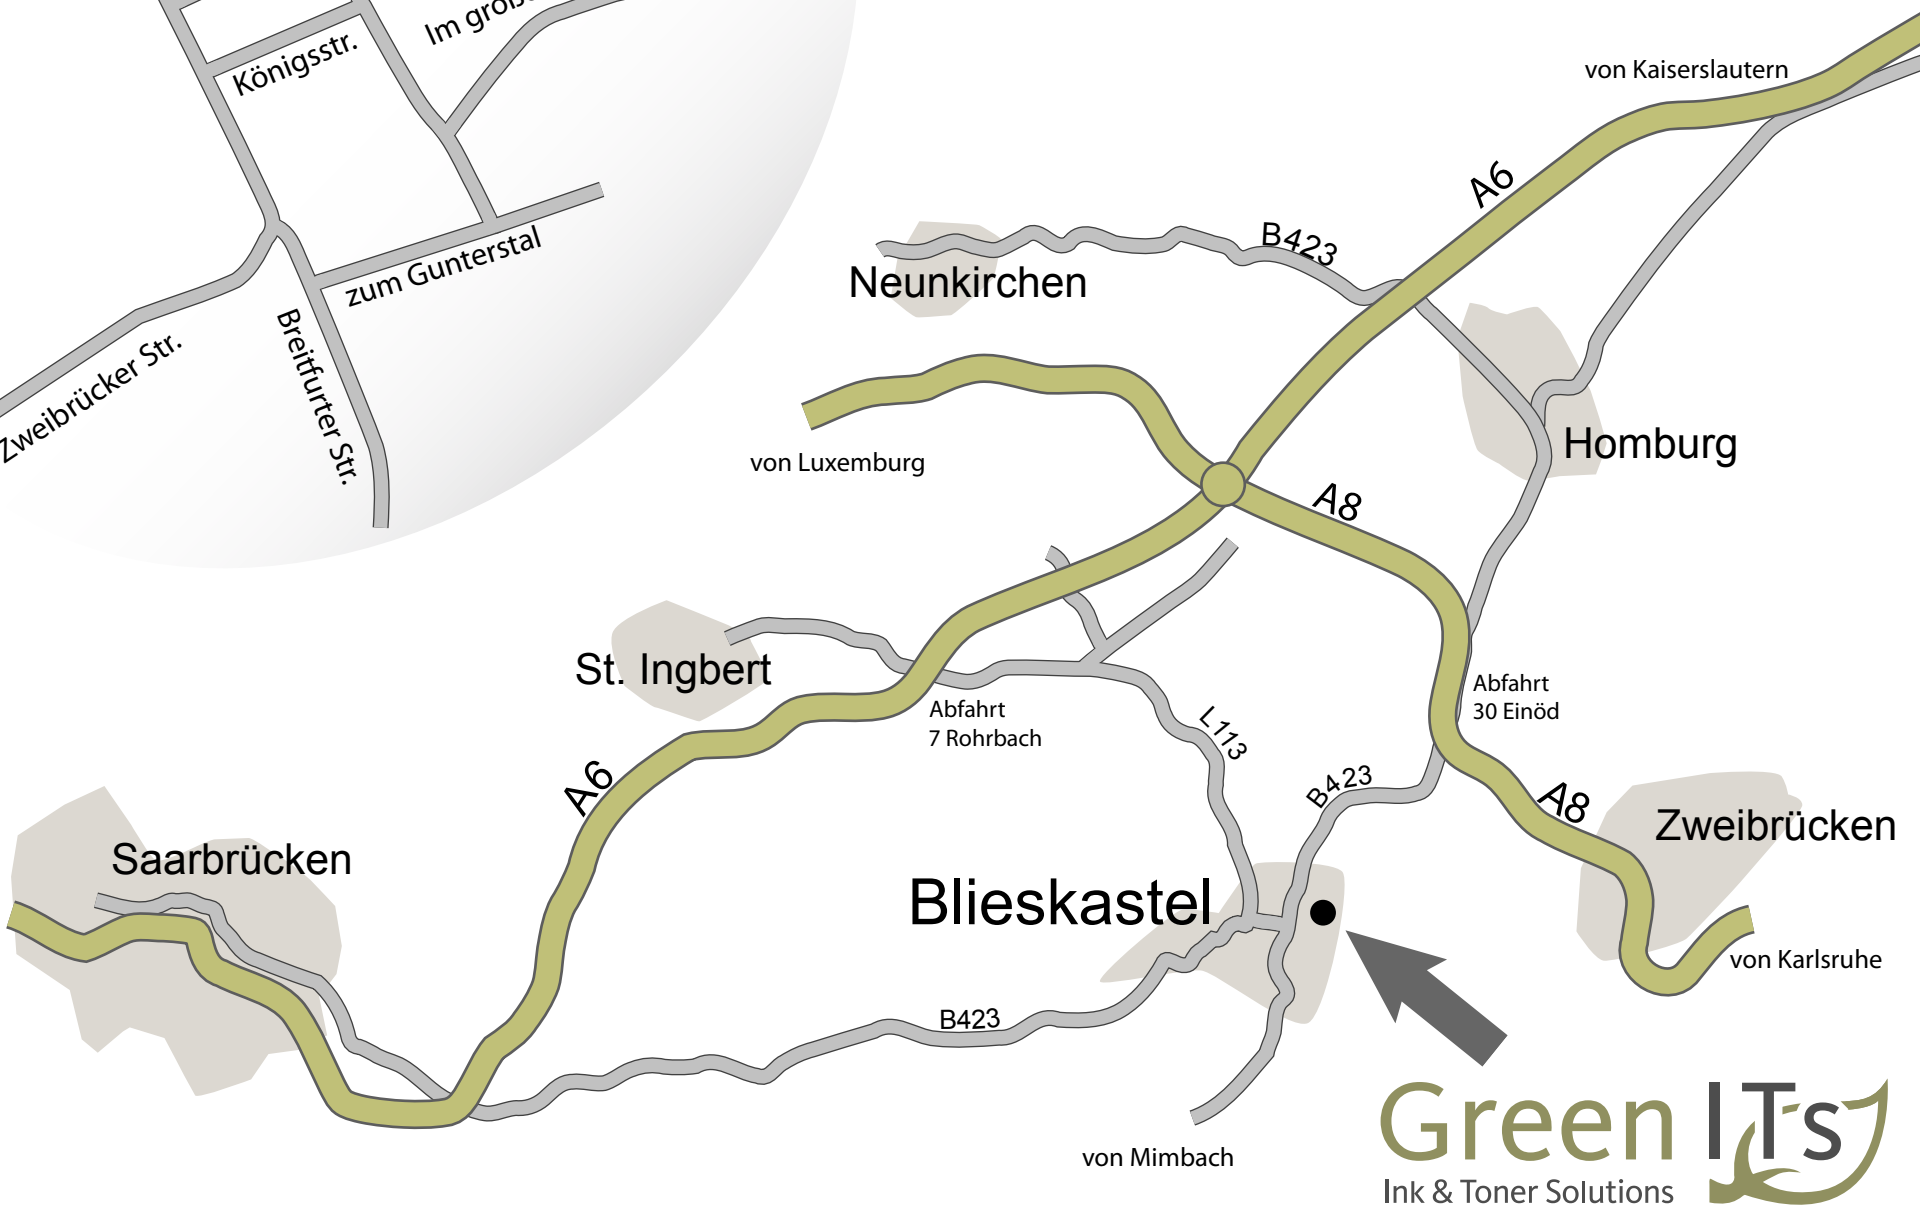 Königsstr.
Im
zum Gunterstal
Zweibrücker Str.
Breitfurter Str.
von Kaiserslautern
A6
B423
Neunkirchen
von Luxemburg
Homburg
A8
St. Ingbert
Abfahrt
7 Rohrbach
Abfahrt
30 Einöd
L113
A6
B423
A8
Zweibrücken
Saarbrücken
Blieskastel
von Karlsruhe
B423
von Mimbach
Green ITs
Ink & Toner Solutions